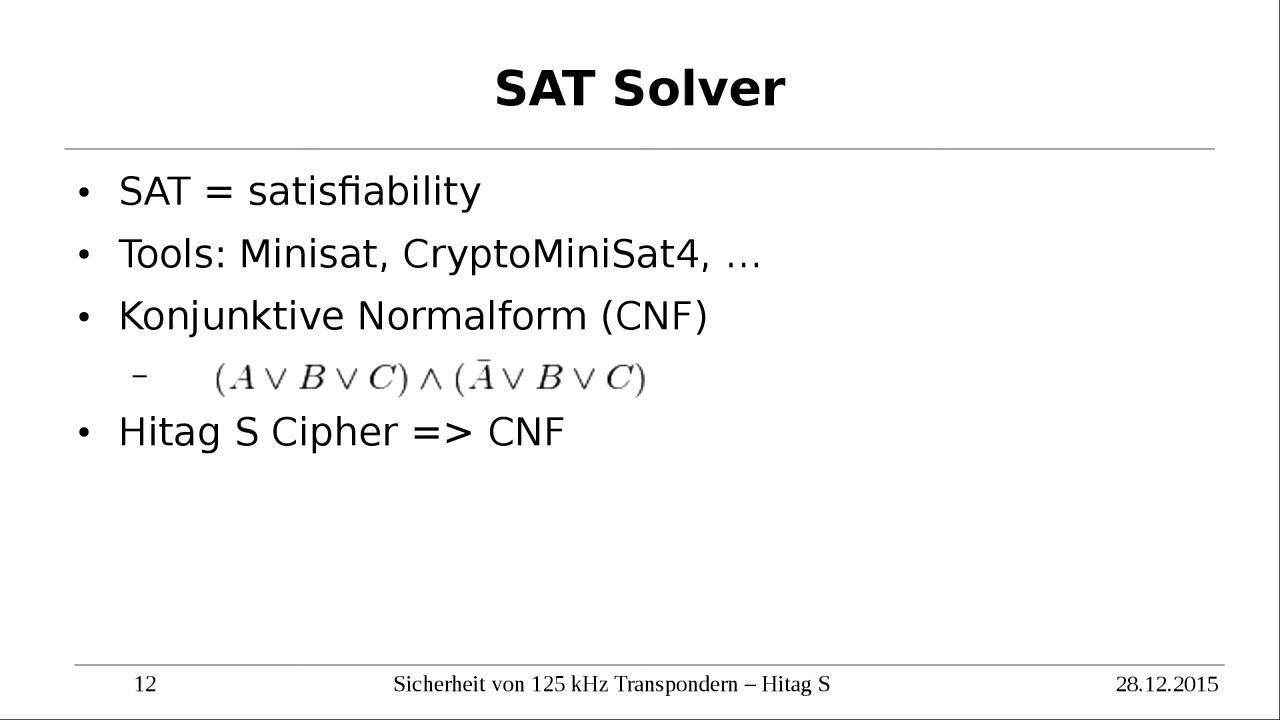 SAT Solver
• SAT = satisfiability
• Tools: Minisat, CryptoMiniSat4, …
• Konjunktive Normalform (CNF)
– (A ∨ B ∨ C) ∧ (Ā ∨ B ∨ C)
• Hitag S Cipher => CNF
12 Sicherheit von 125 kHz Transpondern – Hitag S 28.12.2015